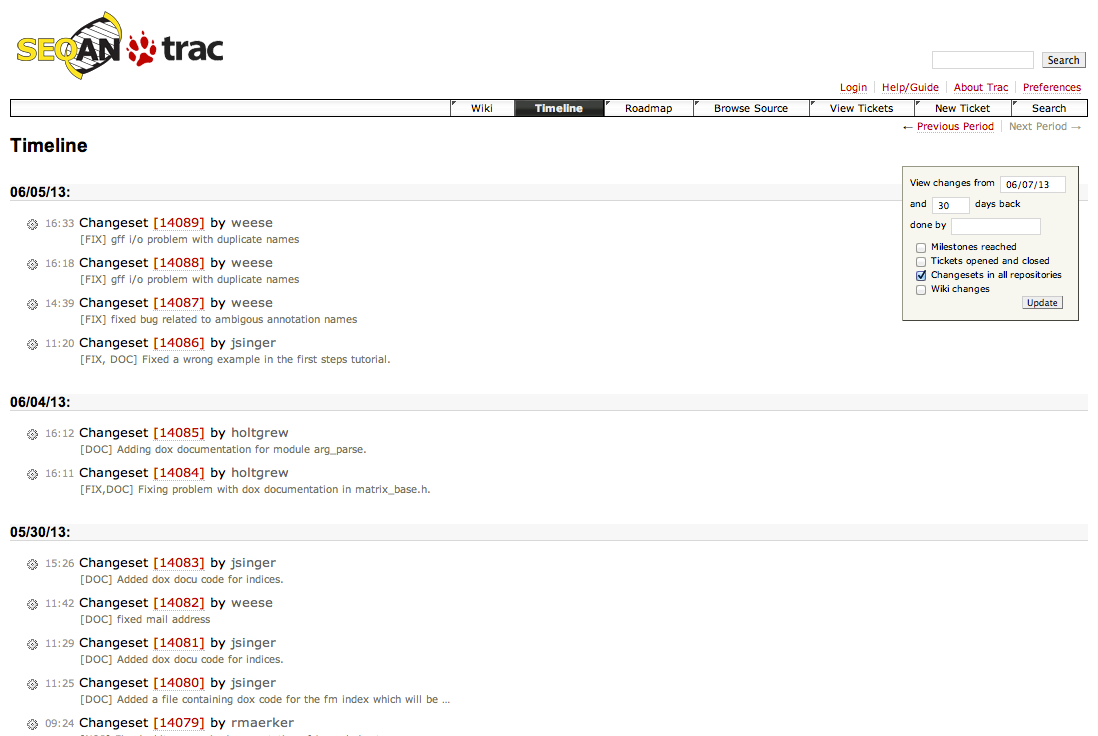 SEQAN trac
Search
Login Help/Guide About Trac Preferences
Wiki Timeline Roadmap Browse Source View Tickets New Ticket Search
← Previous Period Next Period →
Timeline
View changes from 06/07/13
and 30 days back
done by
Milestones reached
Tickets opened and closed
Changesets in all repositories
Wiki changes
Update
06/05/13:
16:33 Changeset [14089] by weese
[FIX] gff i/o problem with duplicate names
16:18 Changeset [14088] by weese
[FIX] gff i/o problem with duplicate names
14:39 Changeset [14087] by weese
[FIX] fixed bug related to ambigous annotation names
11:20 Changeset [14086] by jsinger
[FIX, DOC] Fixed a wrong example in the first steps tutorial.
06/04/13:
16:12 Changeset [14085] by holtgrew
[DOC] Adding dox documentation for module arg_parse.
16:11 Changeset [14084] by holtgrew
[FIX,DOC] Fixing problem with dox documentation in matrix_base.h.
05/30/13:
15:26 Changeset [14083] by jsinger
[DOC] Added dox docu code for indices.
11:42 Changeset [14082] by weese
[DOC] fixed mail address
11:29 Changeset [14081] by jsinger
[DOC] Added dox docu code for indices.
11:25 Changeset [14080] by jsinger
[DOC] Added a file containing dox code for the fm index which will be ...
09:24 Changeset [14079] by rmaerker